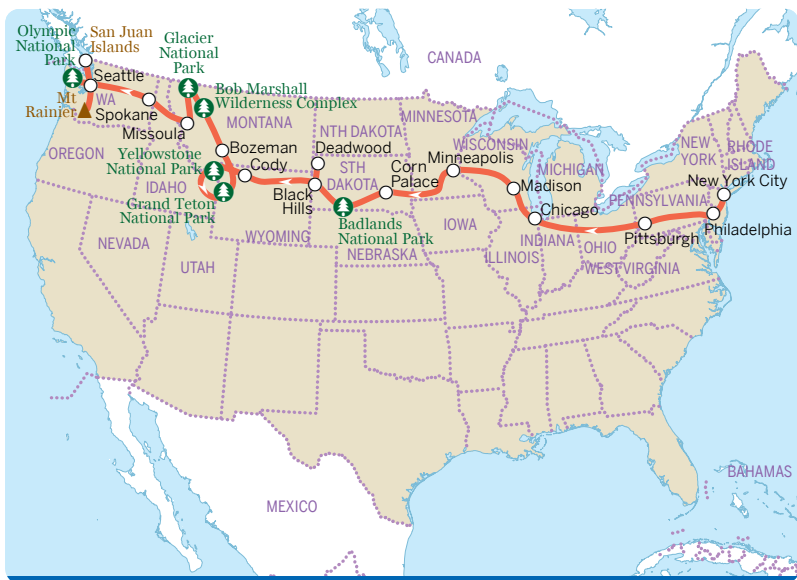 Olympic
National
Park
San Juan
Islands
Glacier
National
Park
CANADA
Seattle
WA
Mt
Rainier
Spokane
Missoula
Bob Marshall
Wilderness Complex
MONTANA
NTH DAKOTA
MINNESOTA
OREGON
Yellowstone
National Park
Bozeman
Cody
Deadwood
STH
DAKOTA
Corn
Palace
WISCONSIN
Minneapolis
MICHIGAN
NEW
YORK
RHODE
ISLAND
IDAHO
Grand Teton
National Park
Black
Hills
Madison
New York City
PENNSYLVANIA
WYOMING
Badlands
National Park
IOWA
Chicago
Philadelphia
NEVADA
NEBRASKA
ILLINOIS
INDIANA
OHIO
Pittsburgh
UTAH
WESTVIRGINIA
BAHAMAS
MEXICO